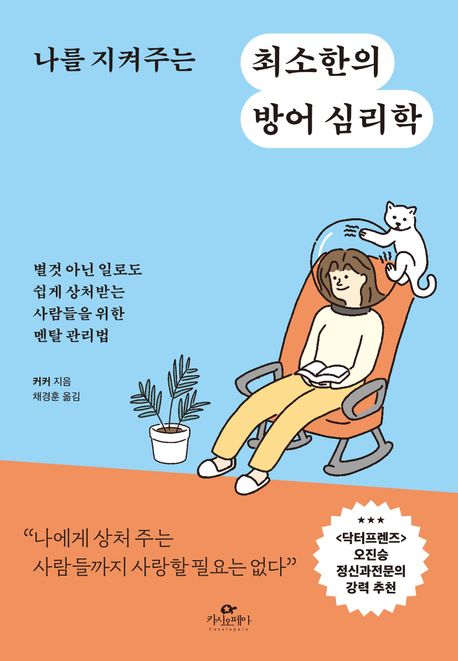 나를 지켜주는
최소한의
방어 심리학
별것 아닌 일로도
쉽게 상처받는
사람들을 위한
멘탈 관리법
커커 지음
채경훈 옮김
“나에게 상처 주는
사람들까지 사랑할 필요는 없다”
★★★
<닥터프렌즈>
오진승
정신과전문의
강력 추천
카시오페아
Cassiopeia